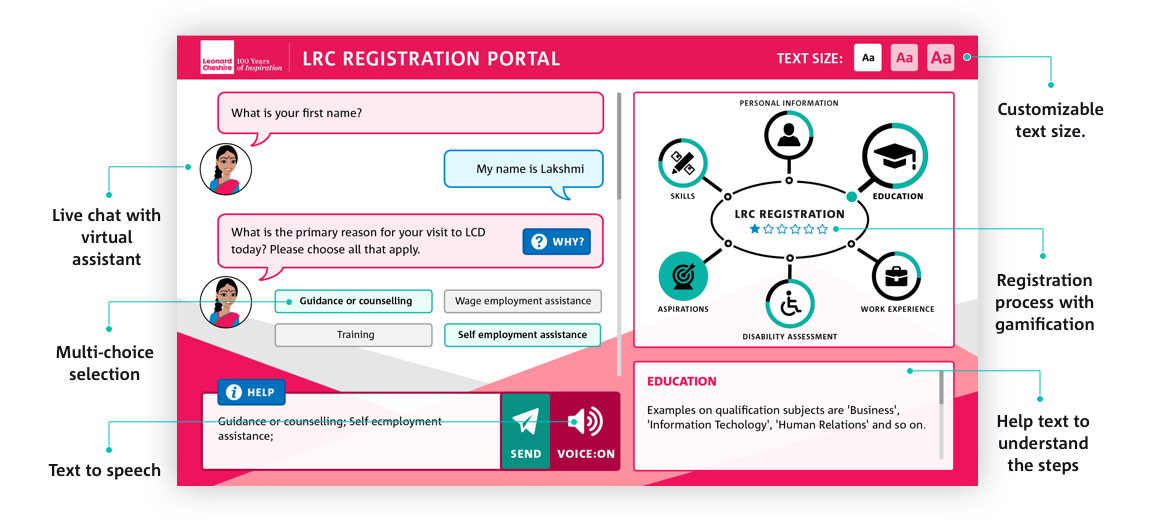 Leonard
Cheshire
100 Years
of Inspiration
LRC REGISTRATION PORTAL
TEXT SIZE:
Aa
Aa
Aa
Customizable
text size.
What is your first name?
My name is Lakshmi
Live chat with
virtual
assistant
What is the primary reason for your visit to LCD
today? Please choose all that apply.
? WHY?
Guidance or counselling
Wage employment assistance
Training
Self employment assistance
Multi-choice
selection
i HELP
Guidance or counselling; Self ecmployment
assistance;
SEND
VOICE:ON
Text to speech
PERSONAL INFORMATION
SKILLS
EDUCATION
LRC REGISTRATION
ASPIRATIONS
WORK EXPERIENCE
DISABILITY ASSESSMENT
Registration
process with
gamification
EDUCATION
Examples on qualification subjects are 'Business',
'Information Techology', 'Human Relations' and so on.
Help text to
understand
the steps